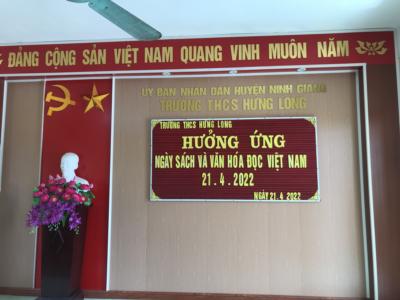 ĐẢNG CỘNG SẢN VIỆT NAM QUANG VINH MUÔN NĂM
ỦY BAN NHÂN DÂN HUYỆN NINH GIANG
TRƯỜNG THCS HƯNG LONG
TRƯỜNG THCS HƯNG LONG
HƯỞNG ỨNG
NGÀY SÁCH VÀ VĂN HÓA ĐỌC VIỆT NAM
21.4.2022
NGÀY 21.4.2022